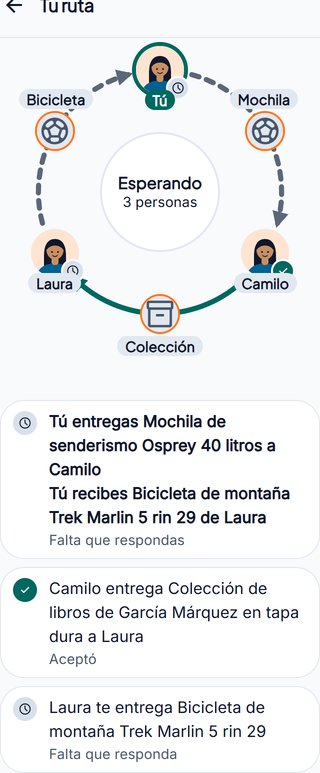 Tu ruta
Tú
Bicicleta
Mochila
Esperando
3 personas
Laura
Camilo
Colección
Tú entregas Mochila de
senderismo Osprey 40 litros a
Camilo
Tú recibes Bicicleta de montaña
Trek Marlin 5 rin 29 de Laura
Falta que respondas
Camilo entrega Colección de
libros de García Márquez en tapa
dura a Laura
Aceptó
Laura te entrega Bicicleta de
montaña Trek Marlin 5 rin 29
Falta que responda